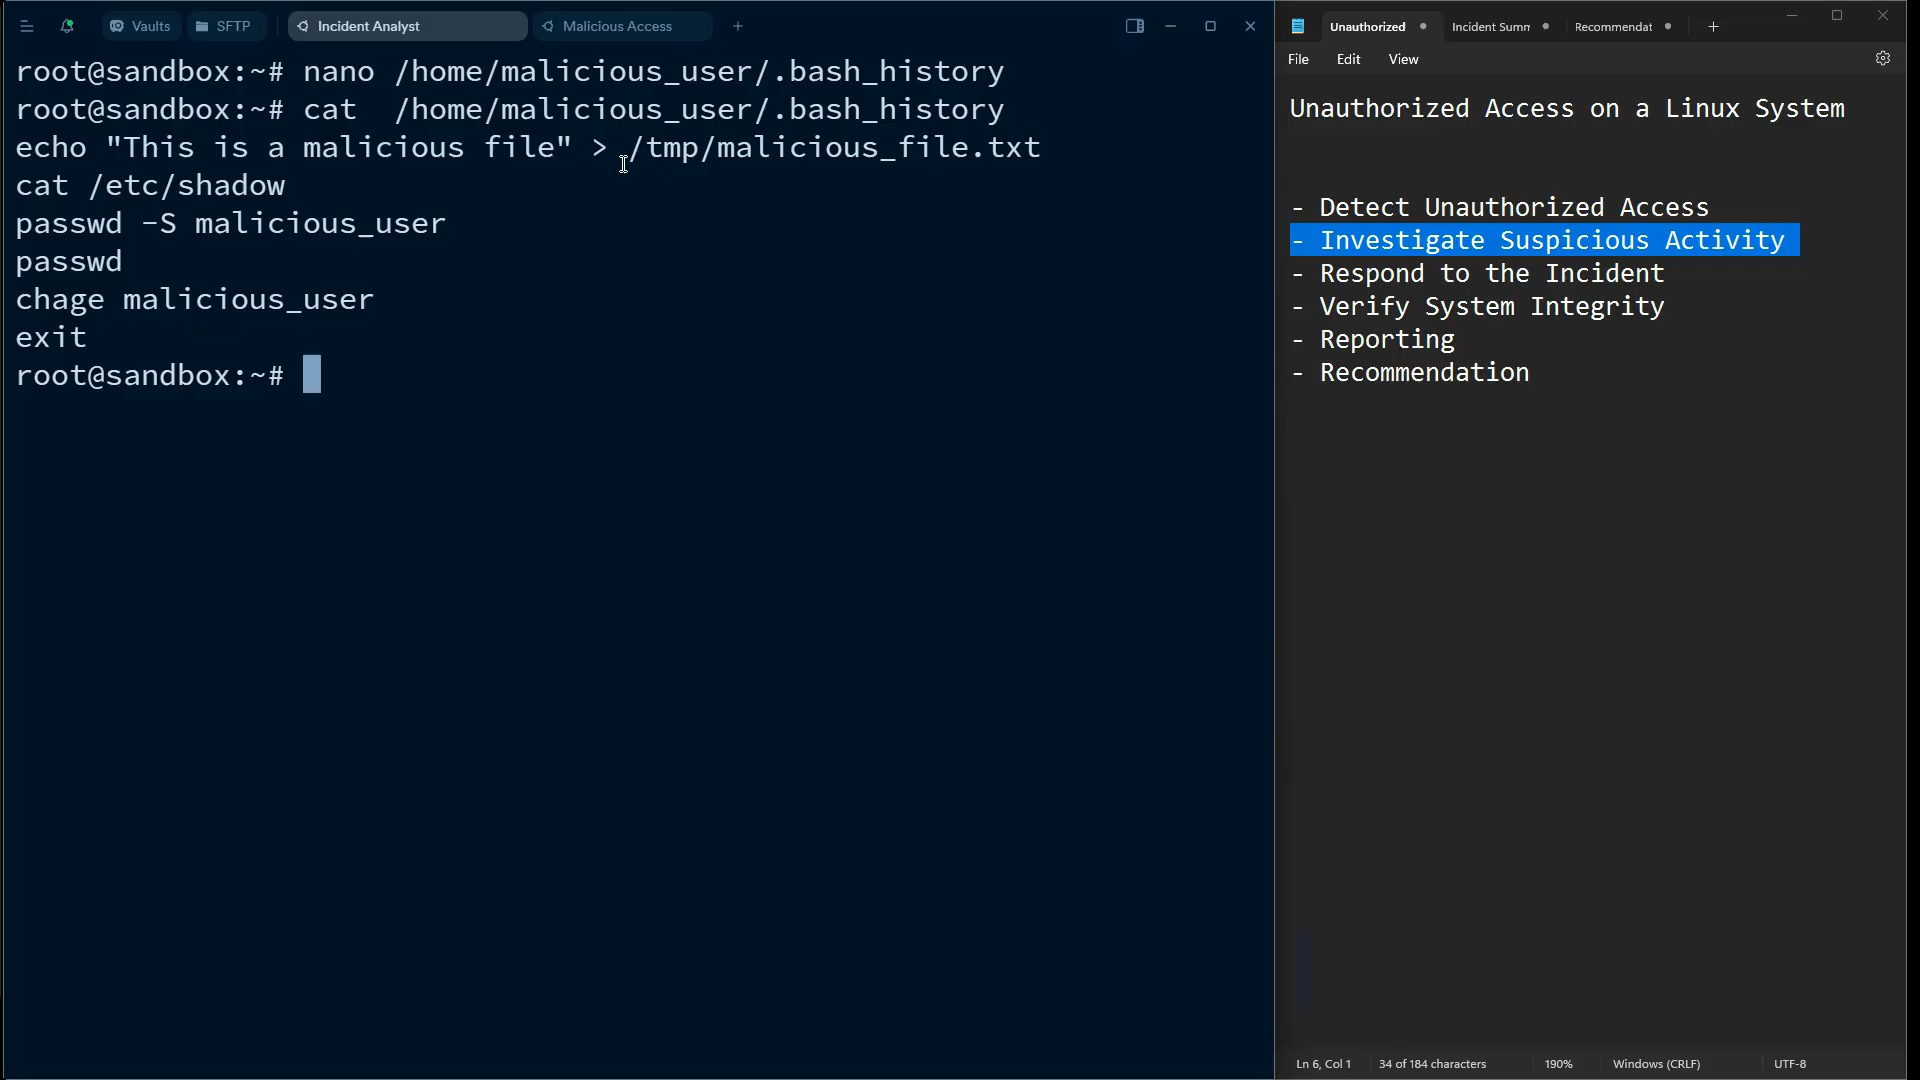 Vaults SFTP Incident Analyst Malicious Access +
root@sandbox:~# nano /home/malicious_user/.bash_history
root@sandbox:~# cat  /home/malicious_user/.bash_history
echo "This is a malicious file" > /tmp/malicious_file.txt
cat /etc/shadow
passwd -S malicious_user
passwd
chage malicious_user
exit
root@sandbox:~#
Unauthorized Incident Summ Recommendat +
File Edit View
Unauthorized Access on a Linux System
- Detect Unauthorized Access
- Investigate Suspicious Activity
- Respond to the Incident
- Verify System Integrity
- Reporting
- Recommendation
Ln 6, Col 1 34 of 184 characters 190% Windows (CRLF) UTF-8